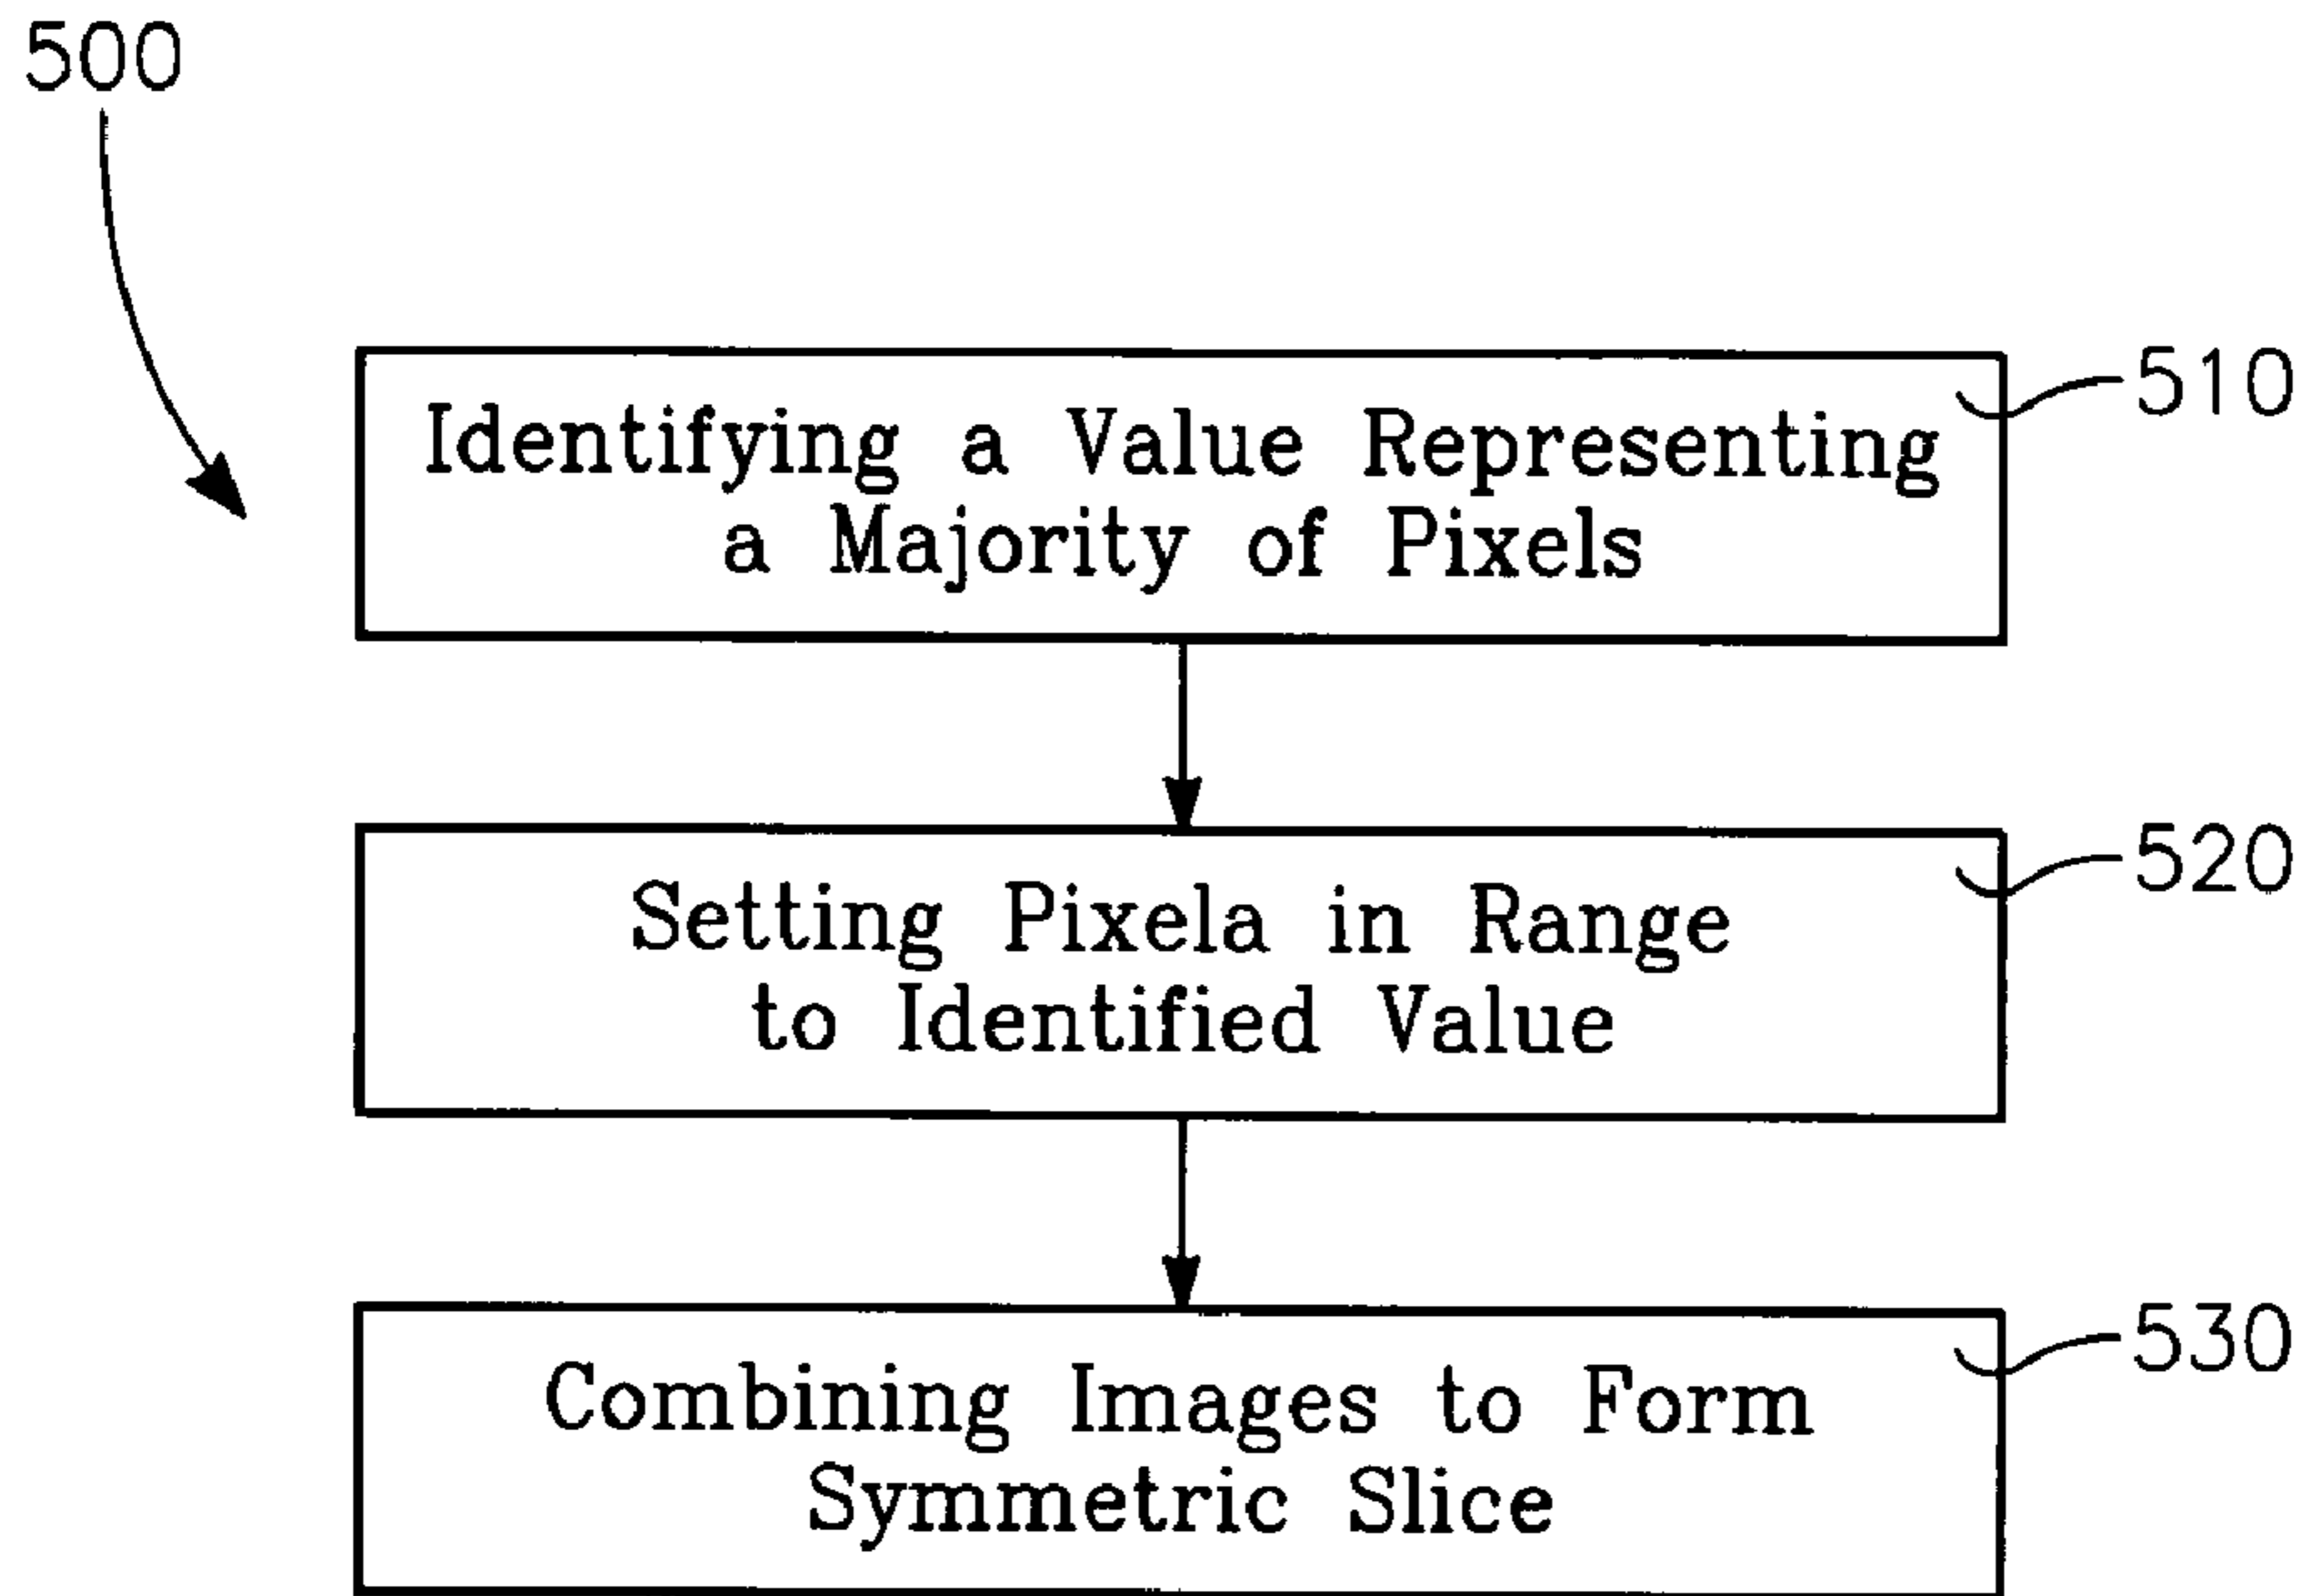 500
510
Identifying a Value Representing
a Majority of Pixels
520
Setting Pixela in Range
to Identified Value
530
Combining Images to Form
Symmetric Slice